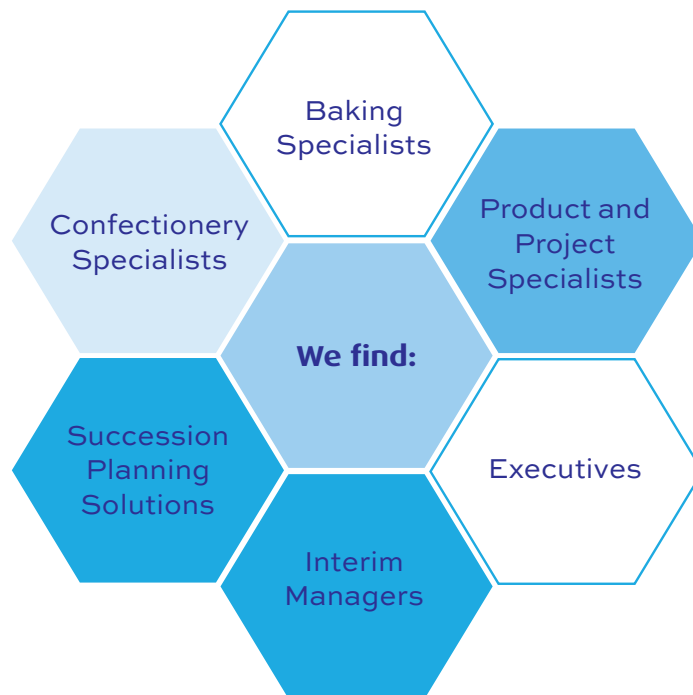 Baking
Specialists
Confectionery
Specialists
Product and
Project
Specialists
We find:
Succession
Planning
Solutions
Executives
Interim
Managers